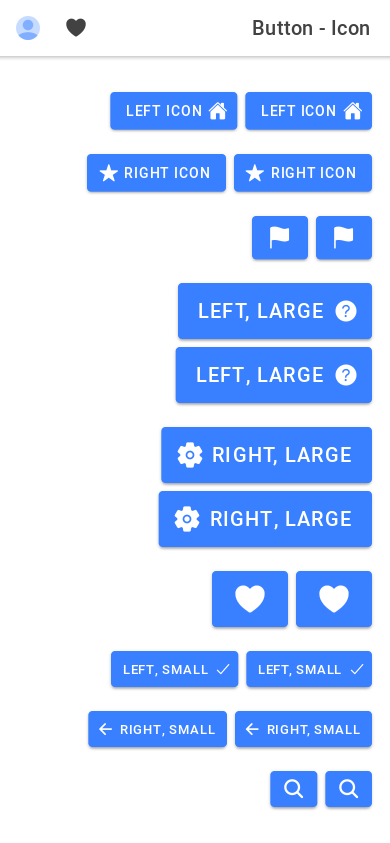 Button - Icon
LEFT ICON LEFT ICON
RIGHT ICON RIGHT ICON
LEFT, LARGE
LEFT, LARGE
RIGHT, LARGE
RIGHT, LARGE
LEFT, SMALL LEFT, SMALL
RIGHT, SMALL RIGHT, SMALL